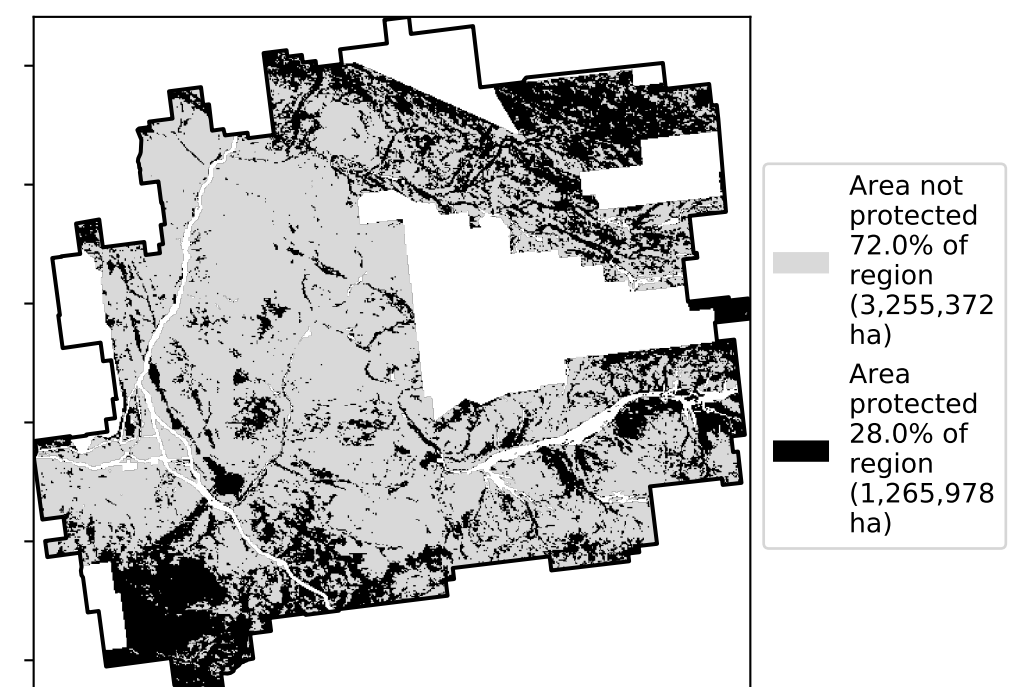 Area not
protected
72.0% of
region
(3,255,372
ha)
Area
protected
28.0% of
region
(1,265,978
ha)